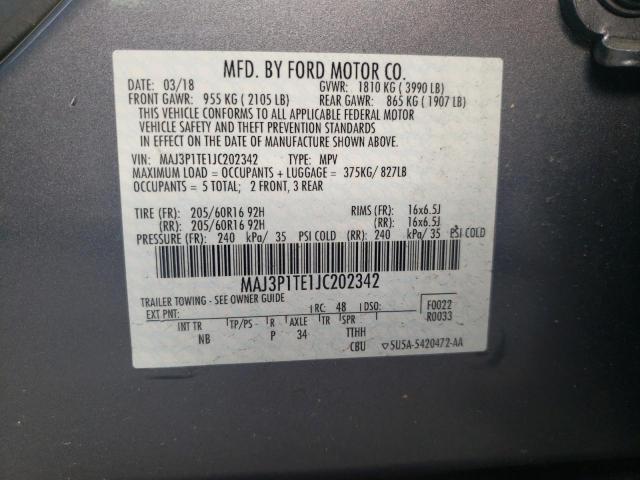 MFD. BY FORD MOTOR CO.
DATE: 03/18 GVWR: 1810 KG ( 3990 LB)
FRONT GAWR: 955 KG ( 2105 LB) REAR GAWR: 865 KG ( 1907 LB)
THIS VEHICLE CONFORMS TO ALL APPLICABLE FEDERAL MOTOR
VEHICLE SAFETY AND THEFT PREVENTION STANDARDS
IN EFFECT ON THE DATE OF MANUFACTURE SHOWN ABOVE.
VIN: MAJ3P1TE1JC202342 TYPE: MPV
MAXIMUM LOAD = OCCUPANTS + LUGGAGE = 375KG/ 827LB
OCCUPANTS = 5 TOTAL; 2 FRONT, 3 REAR
TIRE (FR): 205/60R16 92H RIMS (FR): 16x6.5J
(RR): 205/60R16 92H (RR): 16x6.5J
PRESSURE (FR): 240 kPa/ 35 PSI COLD (RR): 240 kPa/ 35 PSI COLD
MAJ3P1TE1JC202342
TRAILER TOWING - SEE OWNER GUIDE
EXT PNT: RC: 48 DSO: F0022
R0033
INT TR TP/PS R AXLE TR SPR
NB P 34 TTHH
CBU 5U5A-5420472-AA